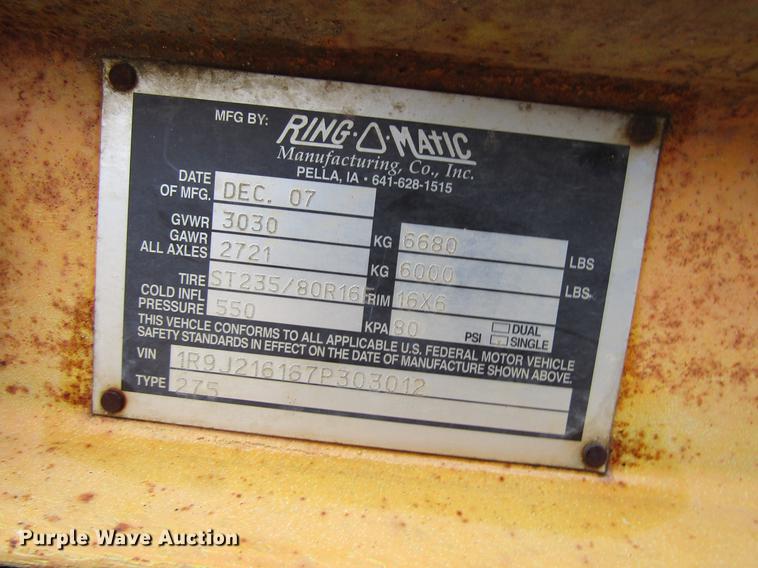 MFG BY: RING·O·MATIC
Manufacturing, Co., Inc.
PELLA, IA • 641-628-1515
DATE OF MFG. DEC. 07
GVWR 3030 KG 6680 LBS
GAWR ALL AXLES 2721 KG 6000 LBS
TIRE ST235/80R16E RIM 16X6
COLD INFL PRESSURE 550 KPA 80 PSI DUAL SINGLE
THIS VEHICLE CONFORMS TO ALL APPLICABLE U.S. FEDERAL MOTOR VEHICLE
SAFETY STANDARDS IN EFFECT ON THE DATE OF MANUFACTURE SHOWN ABOVE.
VIN 1R9J216167P303012
TYPE 275
Purple Wave Auction